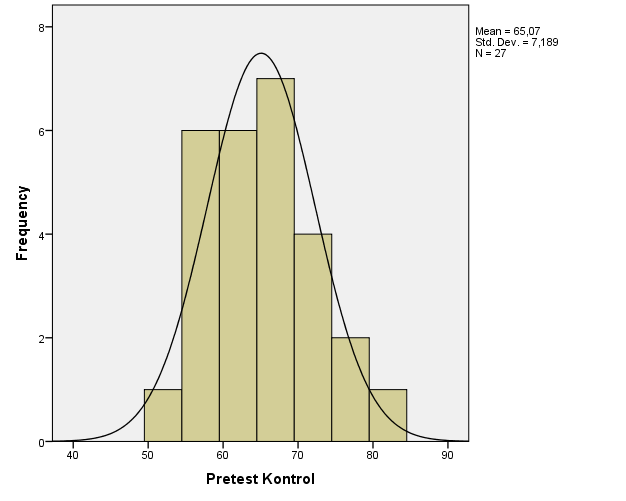 Mean = 65,07
Std. Dev. = 7,189
N = 27
8
6
4
2
0
Frequency
40 50 60 70 80 90
Pretest Kontrol